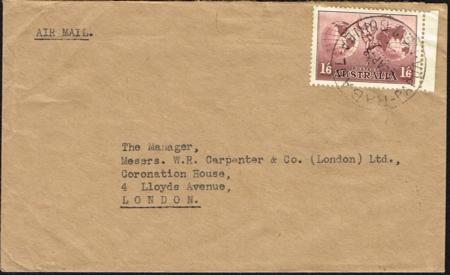 AIR MAIL.
1/6 AUSTRALIA 1/6
The Manager,
Messrs. W.R. Carpenter & Co. (London) Ltd.,
Coronation House,
4 Lloyds Avenue,
LONDON.